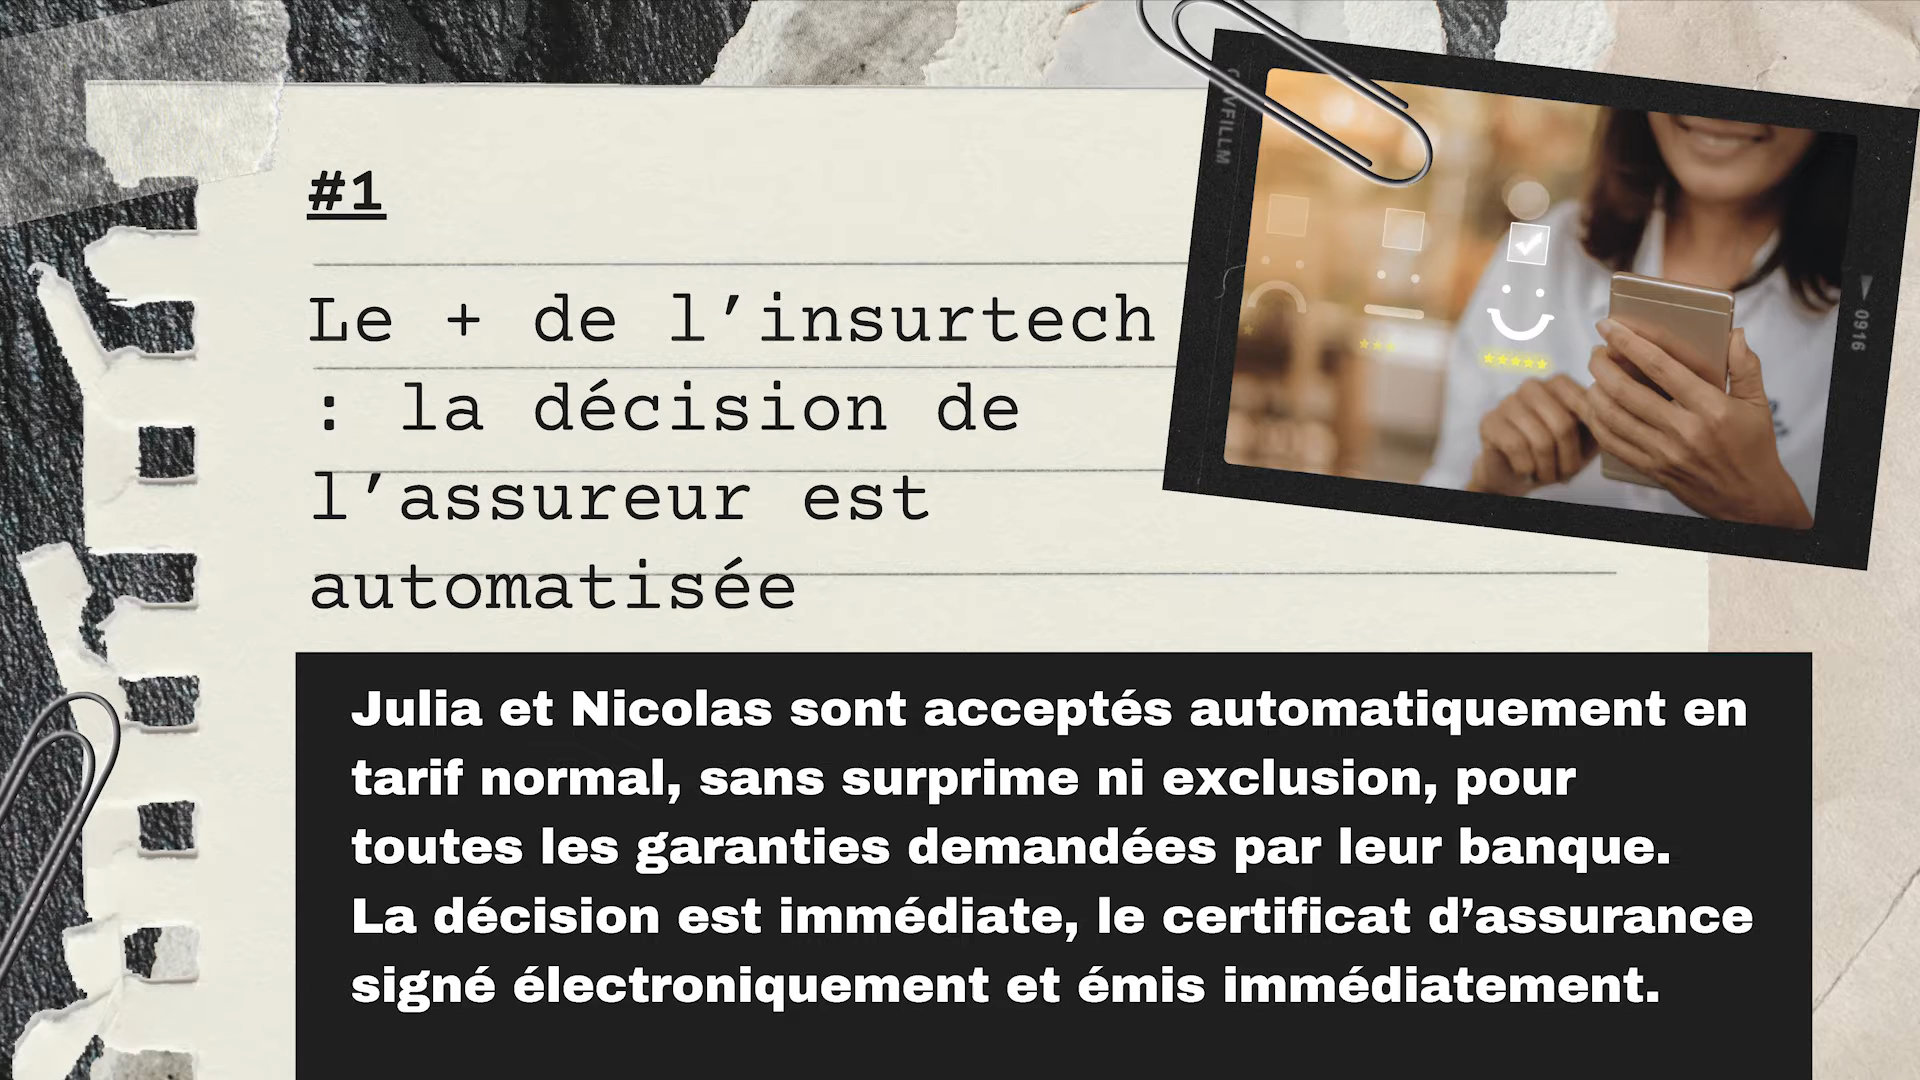 #1
Le + de l’insurtech
: la décision de
l’assureur est
automatisée
Julia et Nicolas sont acceptés automatiquement en
tarif normal, sans surprime ni exclusion, pour
toutes les garanties demandées par leur banque.
La décision est immédiate, le certificat d’assurance
signé électroniquement et émis immédiatement.
0916